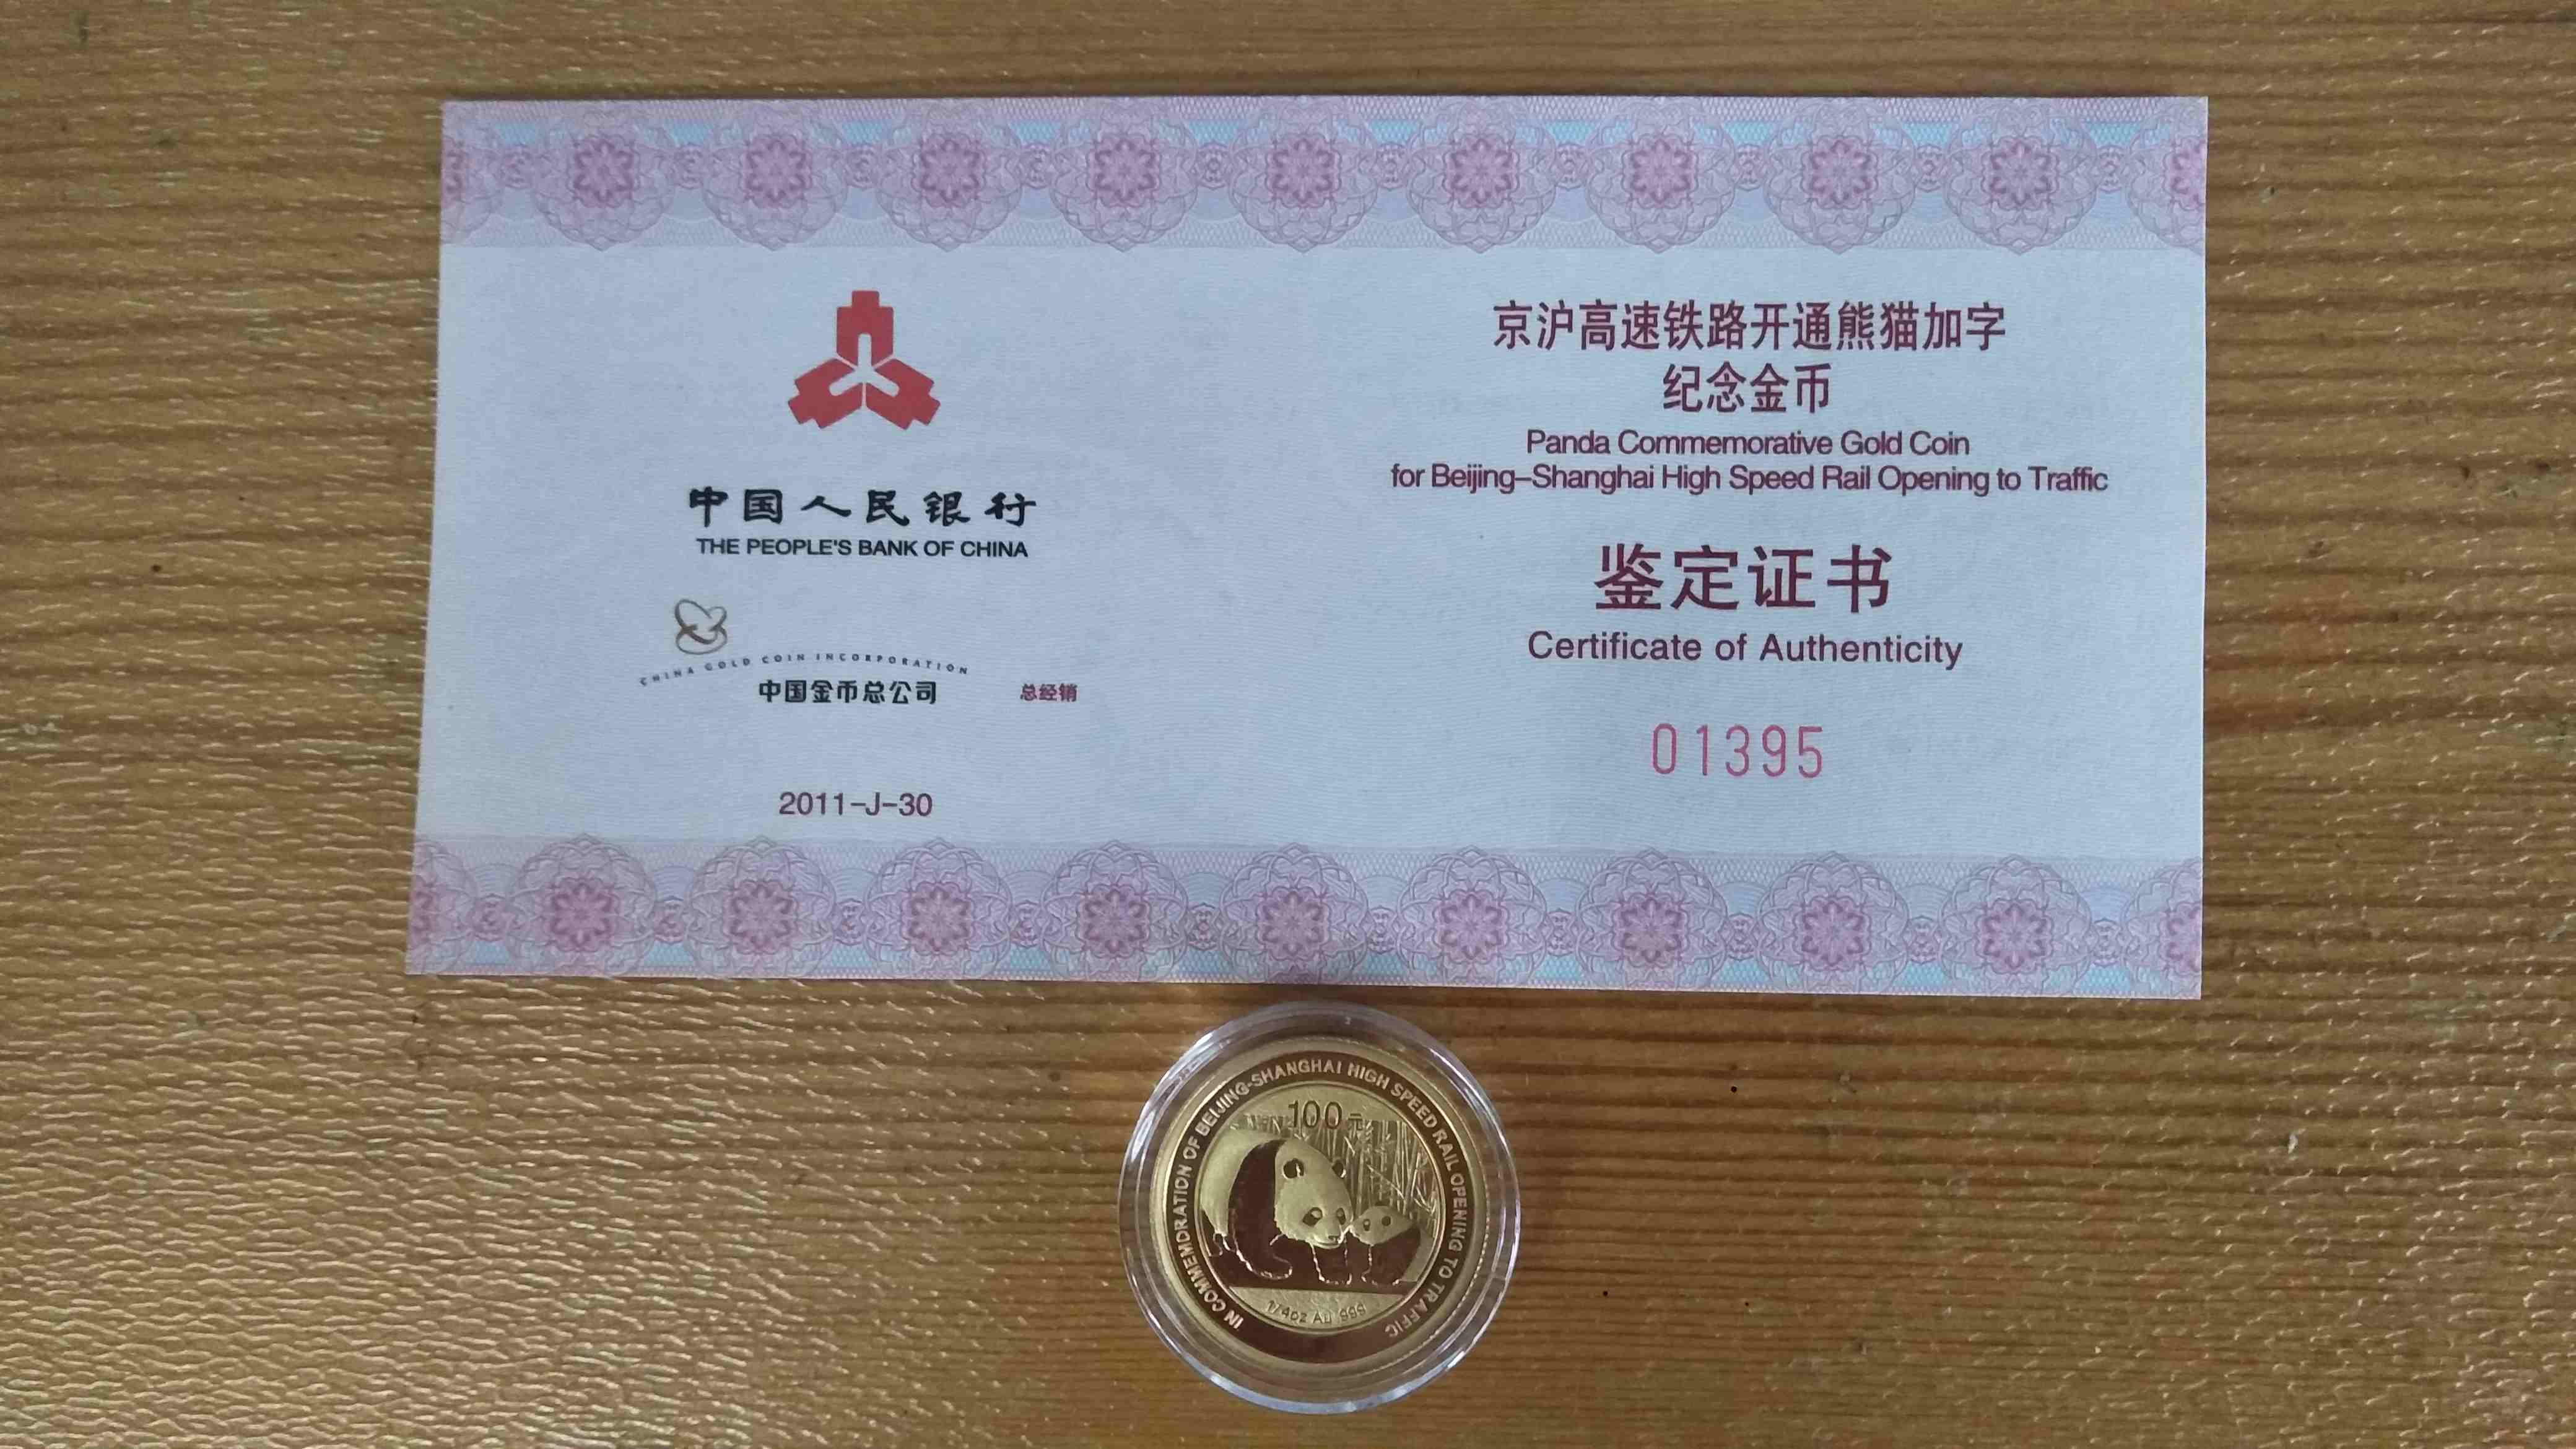 中国人民银行
THE PEOPLE'S BANK OF CHINA
CHINA GOLD COIN INCORPORATION
中国金币总公司 总经销
2011-J-30
京沪高速铁路开通熊猫加字
纪念金币
Panda Commemorative Gold Coin
for Beijing-Shanghai High Speed Rail Opening to Traffic
鉴定证书
Certificate of Authenticity
01395
IN COMMEMORATION OF BEIJING-SHANGHAI HIGH SPEED RAIL OPENING TO TRAFFIC
100元
1/4oz Au .999